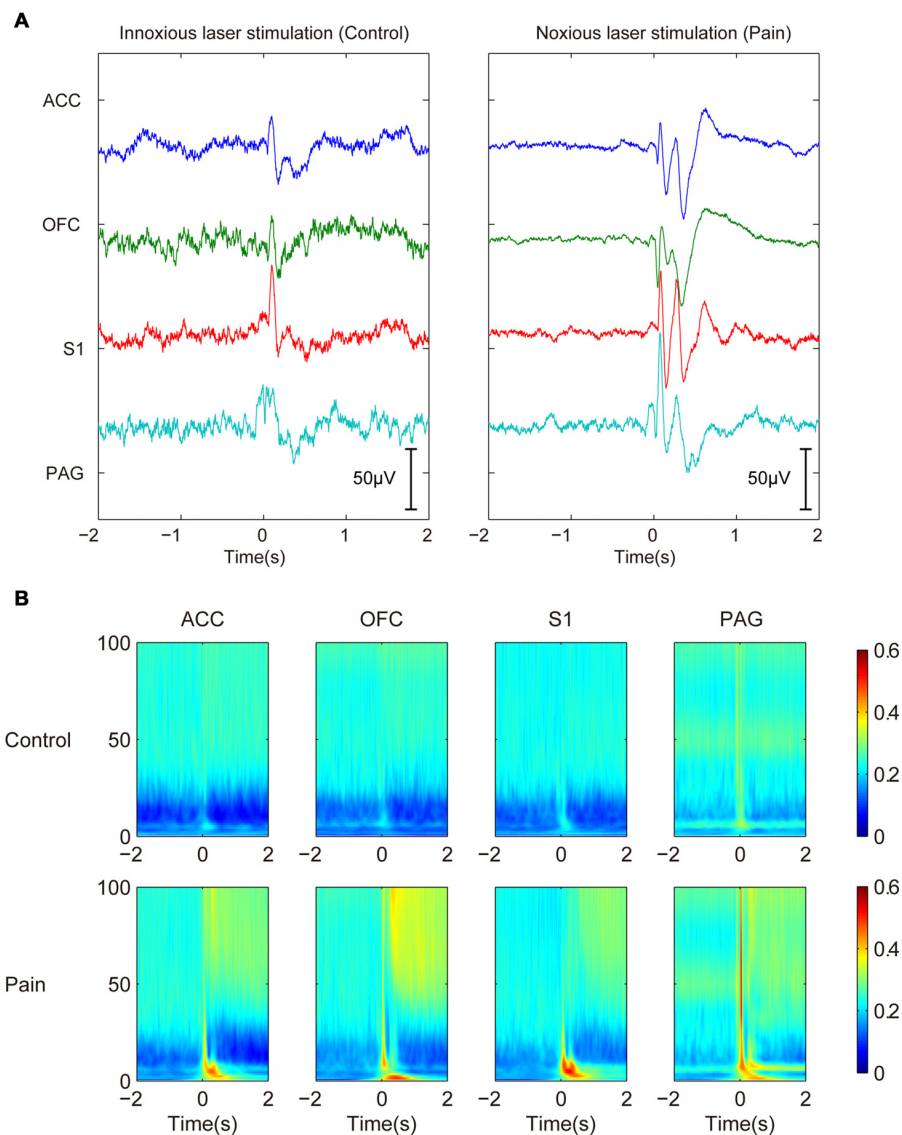 A
Innoxious laser stimulation (Control)
Noxious laser stimulation (Pain)
ACC
OFC
S1
PAG
50μV
50μV
−2 −1 0 1 2
−2 −1 0 1 2
Time(s)
Time(s)
B
ACC OFC S1 PAG
Control
100
50
0
−2 0 2
−2 0 2
−2 0 2
−2 0 2
0.6
0.4
0.2
0
Pain
100
50
0
−2 0 2
−2 0 2
−2 0 2
−2 0 2
0.6
0.4
0.2
0
Time(s) Time(s) Time(s) Time(s)